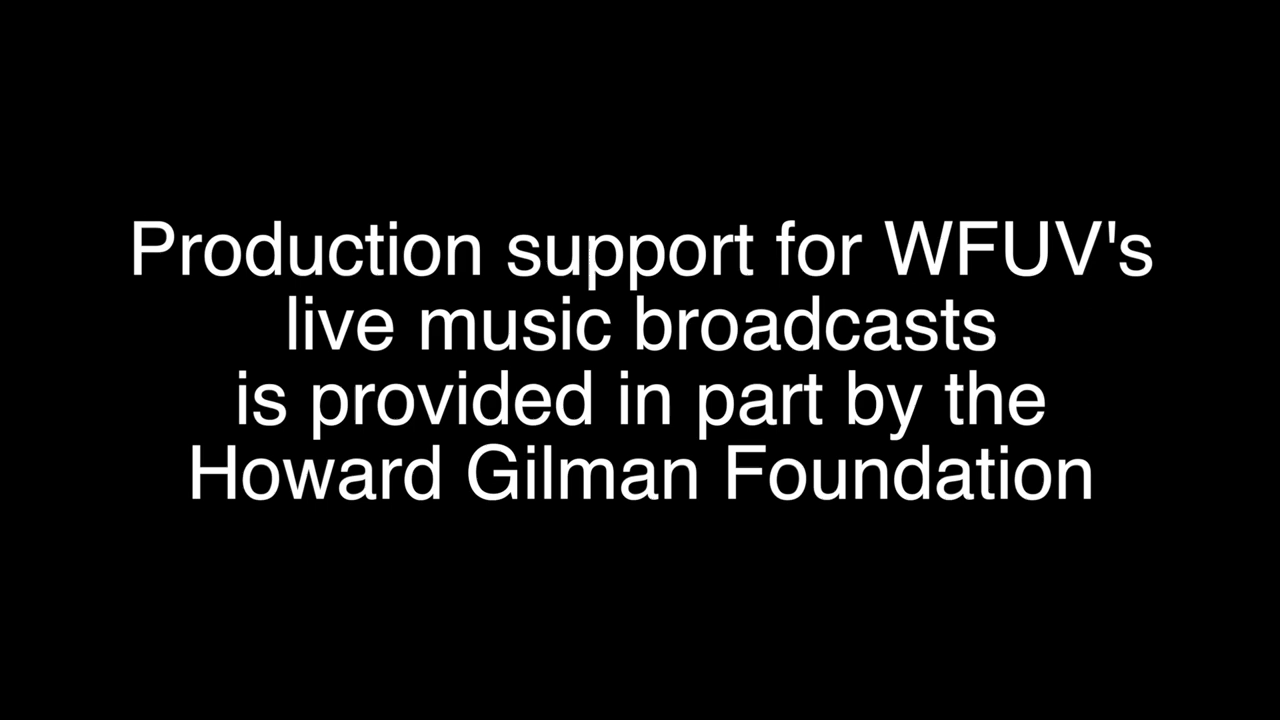 Production support for WFUV's
live music broadcasts
is provided in part by the
Howard Gilman Foundation